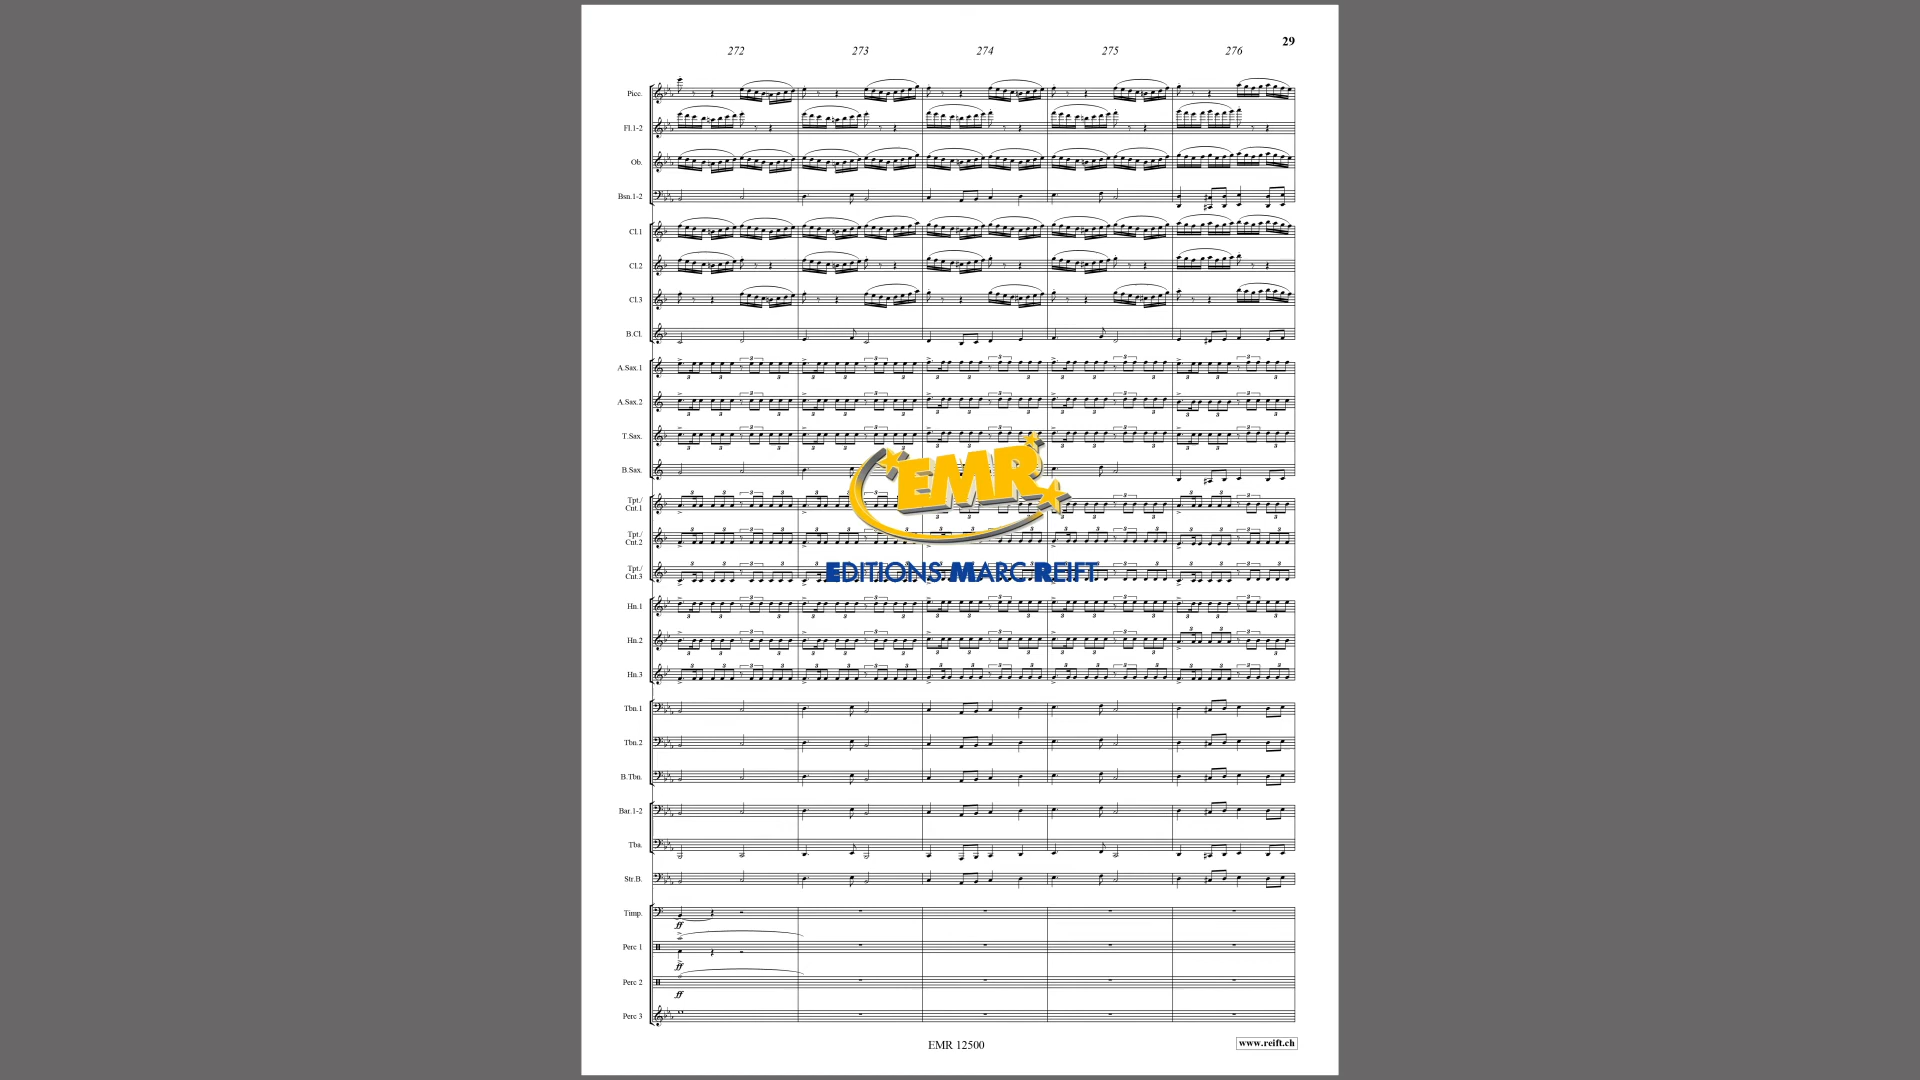 29
272 273 274 275 276
Picc.
Fl.1-2
Ob.
Bsn.1-2
Cl.1
Cl.2
Cl.3
B.Cl.
A.Sax.1
A.Sax.2
T.Sax.
B.Sax.
Tpt./
Cnt.1
Tpt./
Cnt.2
Tpt./
Cnt.3
EMR
EDITIONS MARC REIFT
Hn.1
Hn.2
Hn.3
Tbn.1
Tbn.2
B.Tbn.
Bar.1-2
Tba.
Str.B.
Timp.
ff
Perc 1
ff
Perc 2
ff
Perc 3
EMR 12500
www.reift.ch